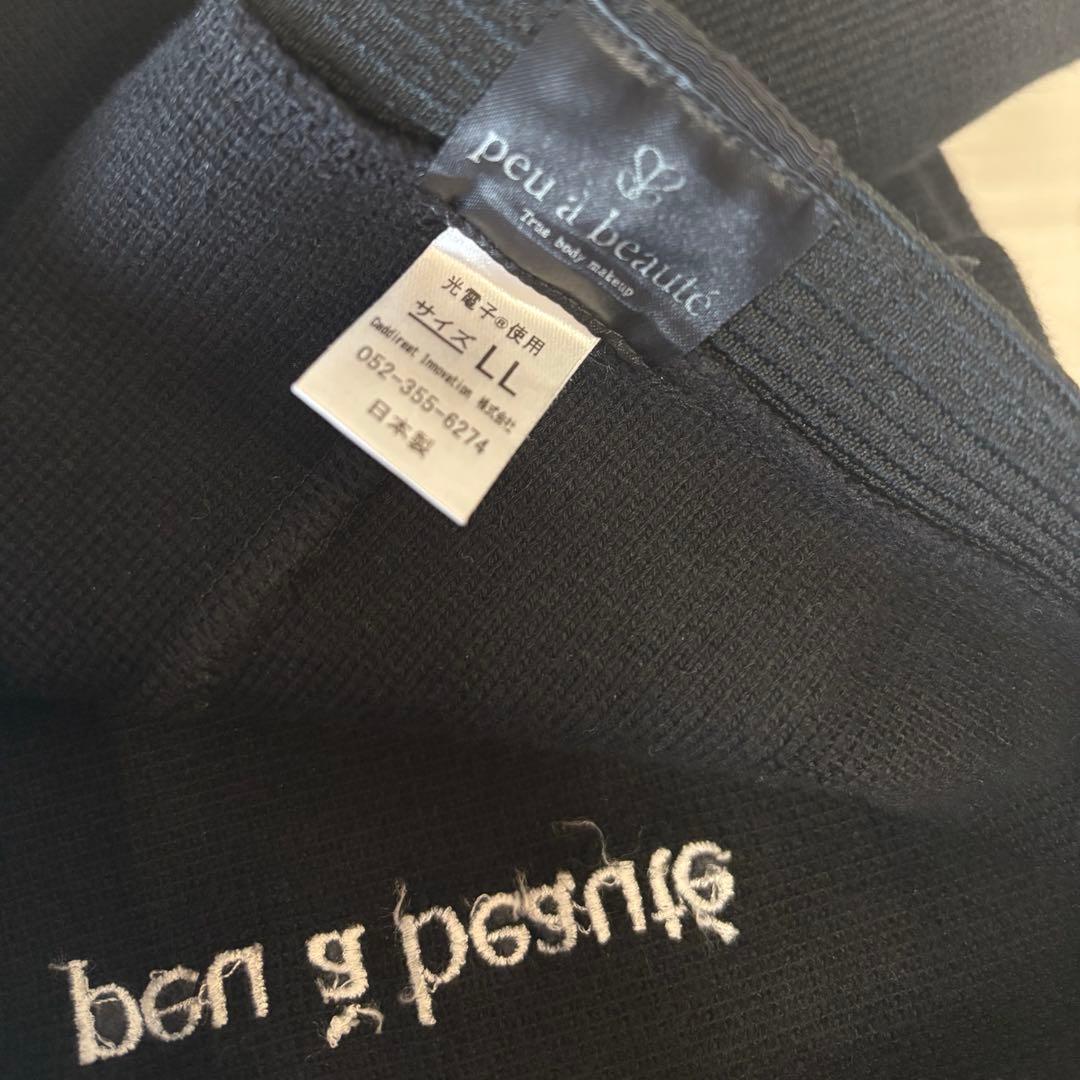 peu à beauté
True body makeup
光電子®使用
サイズ LL
Caddirect Innovation 株式会社
052-355-6274
日本製
peu à beauté